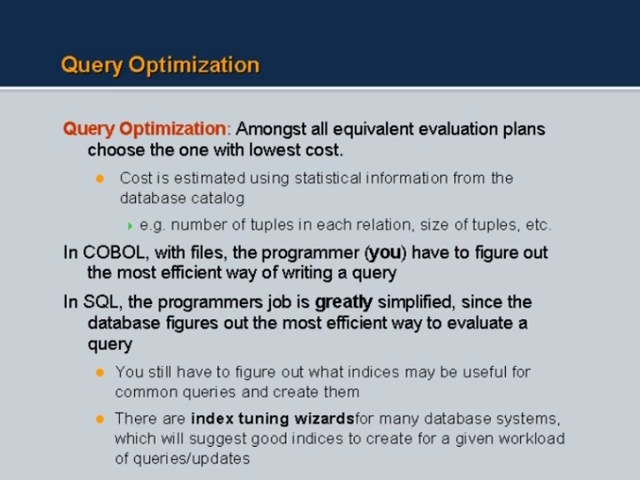 Query Optimization
Query Optimization: Amongst all equivalent evaluation plans
choose the one with lowest cost.
Cost is estimated using statistical information from the
database catalog
e.g. number of tuples in each relation, size of tuples, etc.
In COBOL, with files, the programmer (you) have to figure out
the most efficient way of writing a query
In SQL, the programmers job is greatly simplified, since the
database figures out the most efficient way to evaluate a
query
You still have to figure out what indices may be useful for
common queries and create them
There are index tuning wizardsfor many database systems,
which will suggest good indices to create for a given workload
of queries/updates